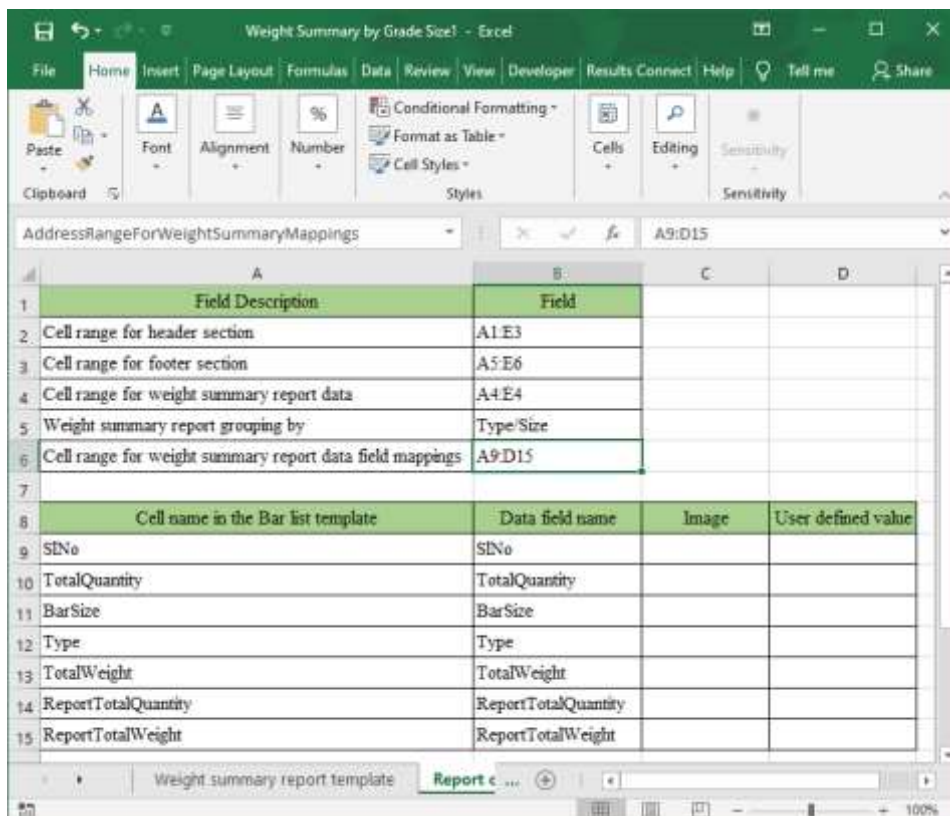 Weight Summary by Grade Size1 - Excel
File Home Insert Page Layout Formulas Data Review View Developer Results Connect Help Tell me Share
Paste
Clipboard
Font
Alignment
% Number
Conditional Formatting
Format as Table
Cell Styles
Styles
Cells
Editing
Sensitivity
Sensitivity
AddressRangeForWeightSummaryMappings fx A9:D15
A B C D
1 Field Description Field
2 Cell range for header section A1:E3
3 Cell range for footer section A5:E6
4 Cell range for weight summary report data A4:E4
5 Weight summary report grouping by Type/Size
6 Cell range for weight summary report data field mappings A9:D15
7
8 Cell name in the Bar list template Data field name Image User defined value
9 SlNo SlNo
10 TotalQuantity TotalQuantity
11 BarSize BarSize
12 Type Type
13 TotalWeight TotalWeight
14 ReportTotalQuantity ReportTotalQuantity
15 ReportTotalWeight ReportTotalWeight
Weight summary report template Report c ...
100%